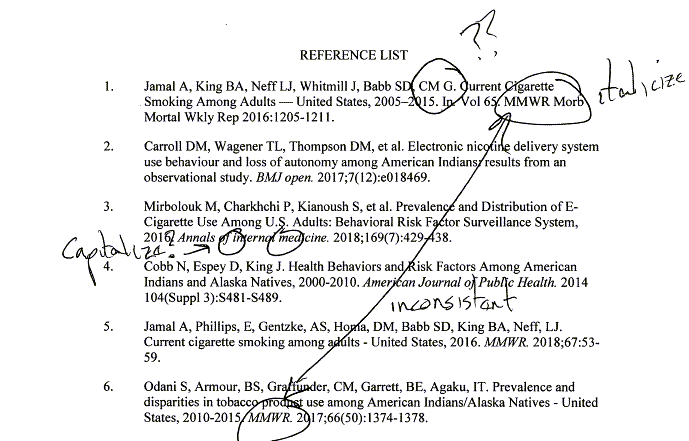 ??
REFERENCE LIST
1. Jamal A, King BA, Neff LJ, Whitmill J, Babb SD, CM G. Current Cigarette
Smoking Among Adults — United States, 2005–2015. In: Vol 65. MMWR Morb
italicize
Mortal Wkly Rep 2016:1205-1211.
2. Carroll DM, Wagener TL, Thompson DM, et al. Electronic nicotine delivery system
use behaviour and loss of autonomy among American Indians: results from an
observational study. BMJ open. 2017;7(12):e018469.
3. Mirbolouk M, Charkhchi P, Kianoush S, et al. Prevalence and Distribution of E-
Cigarette Use Among U.S. Adults: Behavioral Risk Factor Surveillance System,
2016. Annals of internal medicine. 2018;169(7):429-438.
Capitalize?
4. Cobb N, Espey D, King J. Health Behaviors and Risk Factors Among American
Indians and Alaska Natives, 2000-2010. American Journal of Public Health. 2014
104(Suppl 3):S481-S489.
inconsistant
5. Jamal A, Phillips, E, Gentzke, AS, Homa, DM, Babb SD, King BA, Neff, LJ.
Current cigarette smoking among adults - United States, 2016. MMWR. 2018;67:53-
59.
6. Odani S, Armour, BS, Graffunder, CM, Garrett, BE, Agaku, IT. Prevalence and
disparities in tobacco product use among American Indians/Alaska Natives - United
States, 2010-2015. MMWR. 2017;66(50):1374-1378.